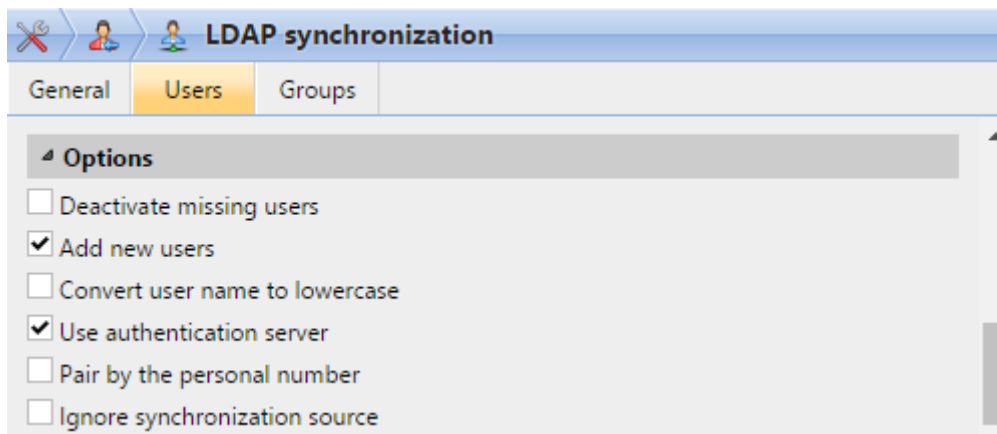 LDAP synchronization
General Users Groups
Options
Deactivate missing users
Add new users
Convert user name to lowercase
Use authentication server
Pair by the personal number
Ignore synchronization source